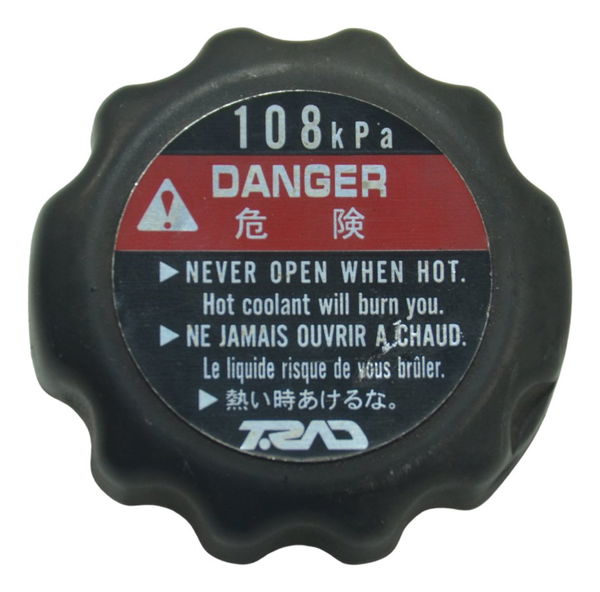 108kPa
DANGER
危 険
▶NEVER OPEN WHEN HOT.
Hot coolant will burn you.
▶NE JAMAIS OUVRIR A CHAUD.
Le liquide risque de vous brûler.
▶熱い時あけるな。
T.RAD